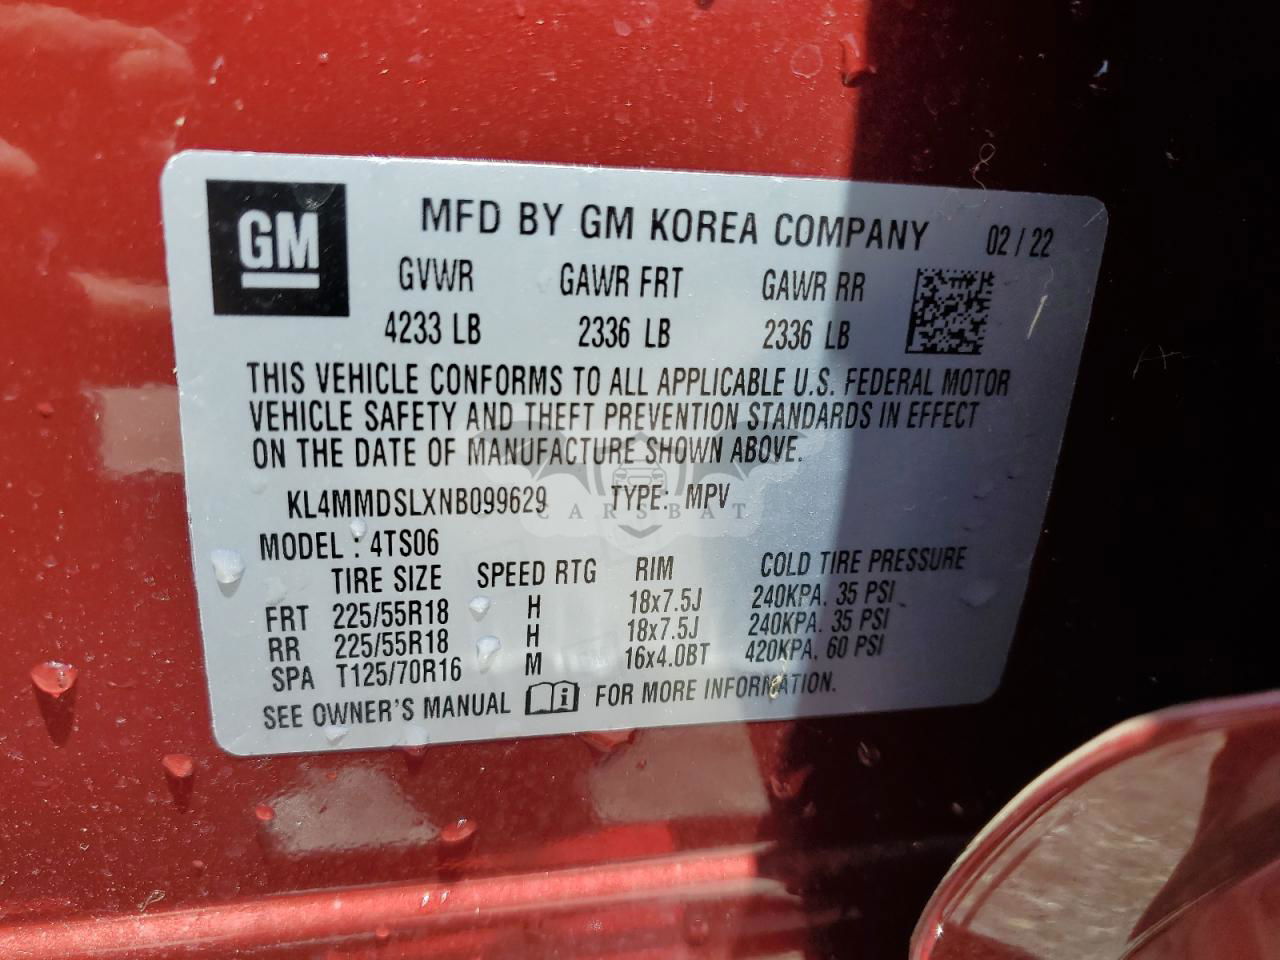 GM
MFD BY GM KOREA COMPANY 02 / 22
GVWR GAWR FRT GAWR RR
4233 LB 2336 LB 2336 LB
THIS VEHICLE CONFORMS TO ALL APPLICABLE U.S. FEDERAL MOTOR
VEHICLE SAFETY AND THEFT PREVENTION STANDARDS IN EFFECT
ON THE DATE OF MANUFACTURE SHOWN ABOVE.
KL4MMDSLXNB099629 TYPE: MPV
CARSBAT
MODEL : 4TS06
TIRE SIZE SPEED RTG RIM COLD TIRE PRESSURE
FRT 225/55R18 H 18x7.5J 240KPA. 35 PSI
RR 225/55R18 H 18x7.5J 240KPA. 35 PSI
SPA T125/70R16 M 16x4.0BT 420KPA. 60 PSI
SEE OWNER'S MANUAL i FOR MORE INFORMATION.